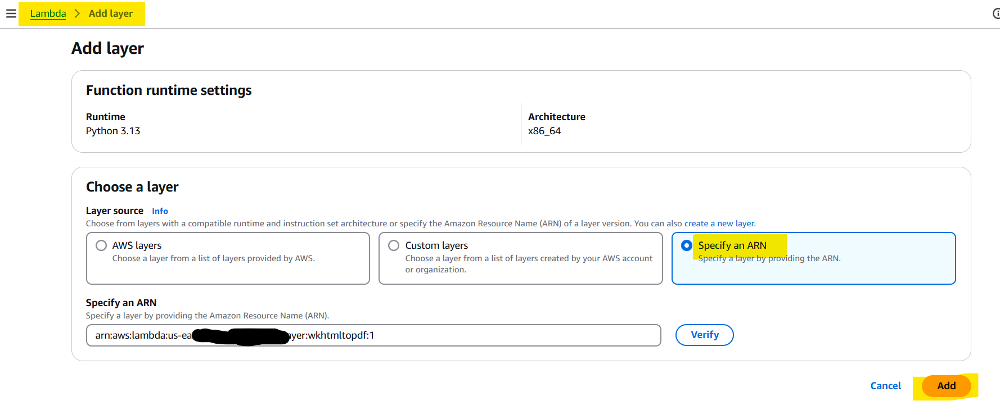 Lambda > Add layer
Add layer
Function runtime settings
Runtime
Python 3.13
Architecture
x86_64
Choose a layer
Layer source Info
Choose from layers with a compatible runtime and instruction set architecture or specify the Amazon Resource Name (ARN) of a layer version. You can also create a new layer.
AWS layers
Choose a layer from a list of layers provided by AWS.
Custom layers
Choose a layer from a list of layers created by your AWS account
or organization.
Specify an ARN
Specify a layer by providing the ARN.
Specify an ARN
Specify a layer by providing the Amazon Resource Name (ARN).
arn:aws:lambda:us-ea ayer:wkhtmltopdf:1
Verify
Cancel
Add